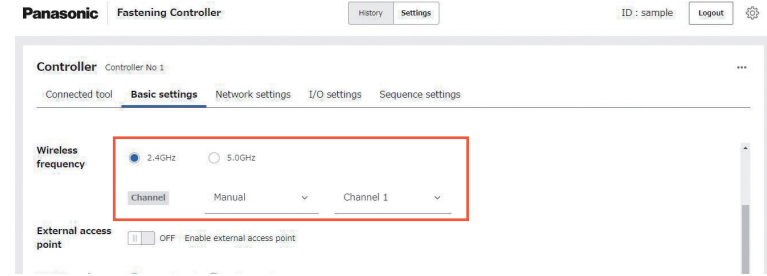 Panasonic Fastening Controller History Settings ID : sample Logout
Controller Controller No 1 ...
Connected tool Basic settings Network settings I/O settings Sequence settings
Wireless
frequency
2.4GHz 5.0GHz
Channel Manual Channel 1
External access
point
OFF Enable external access point